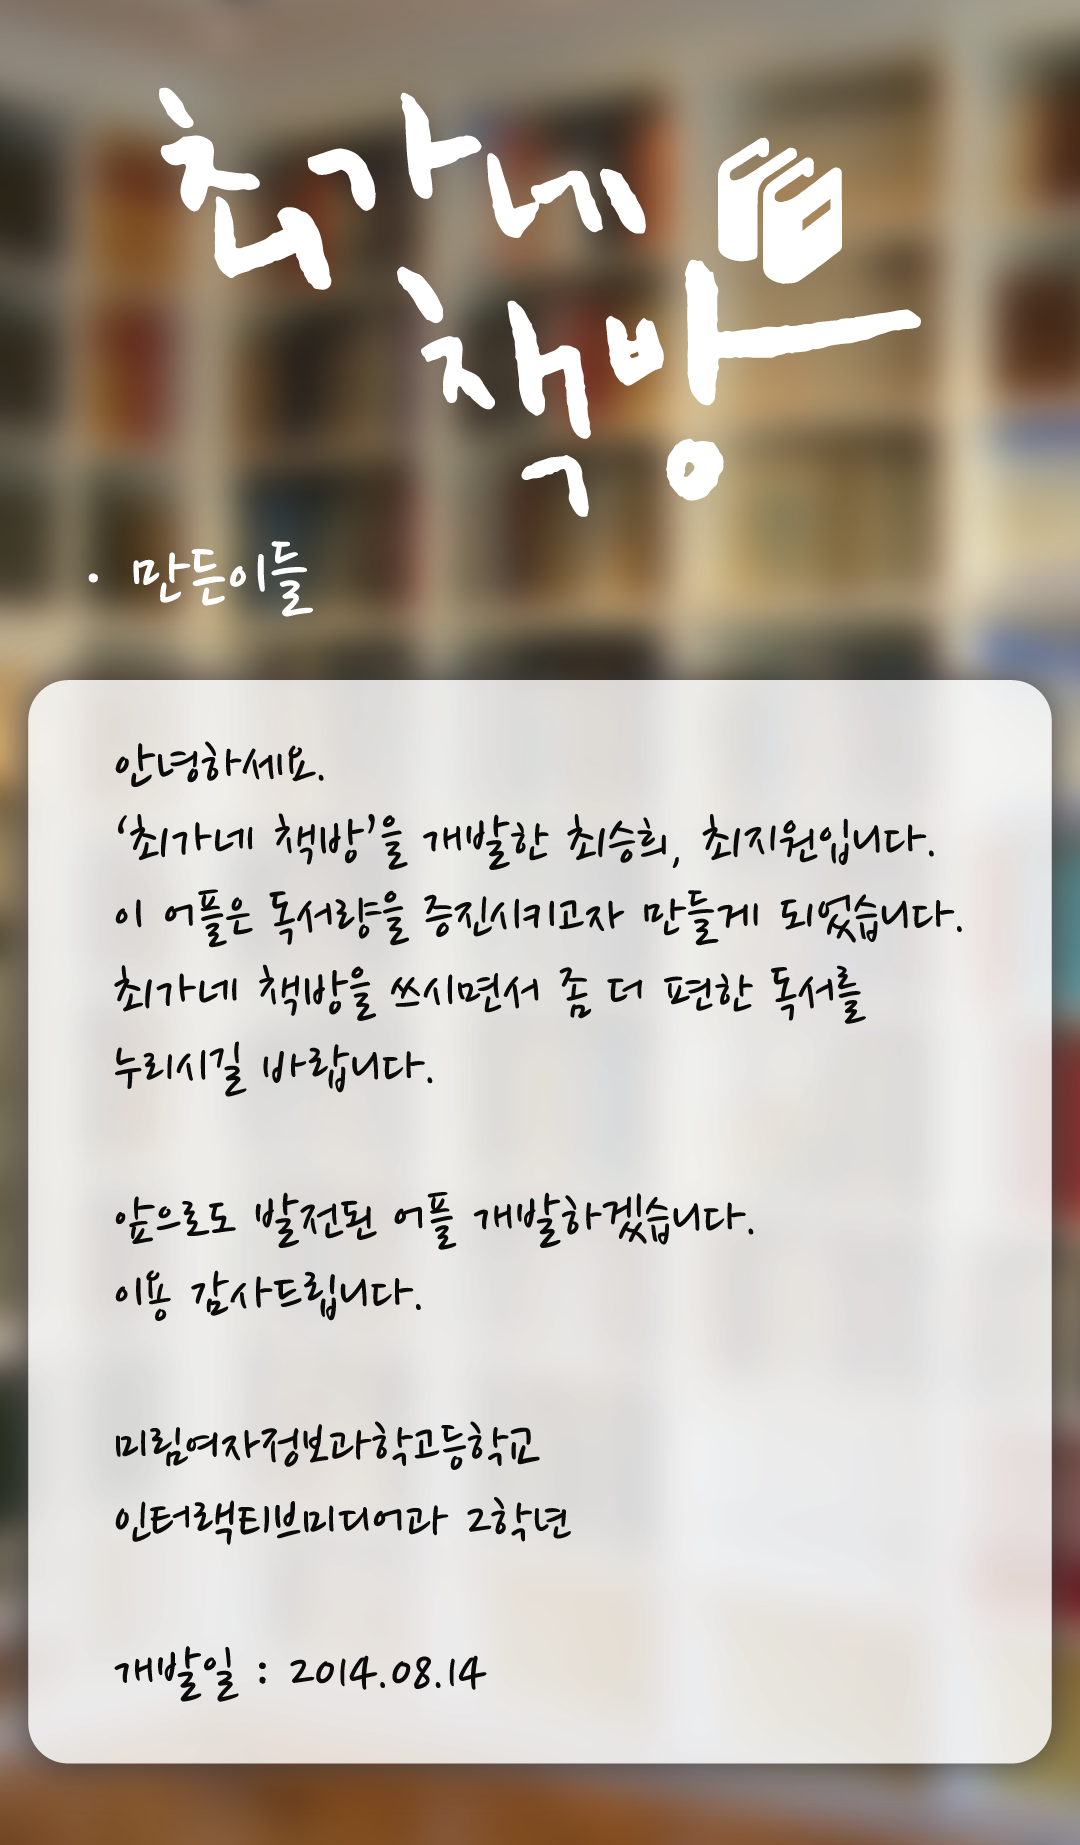 최가네
책방
· 만든이들
안녕하세요.
‘최가네 책방’을 개발한 최승희, 최지원입니다.
이 어플은 독서량을 증진시키고자 만들게 되었습니다.
최가네 책방을 쓰시면서 좀 더 편한 독서를
누리시길 바랍니다.
앞으로도 발전된 어플 개발하겠습니다.
이용 감사드립니다.
미림여자정보과학고등학교
인터랙티브미디어과 2학년
개발일 : 2014.08.14